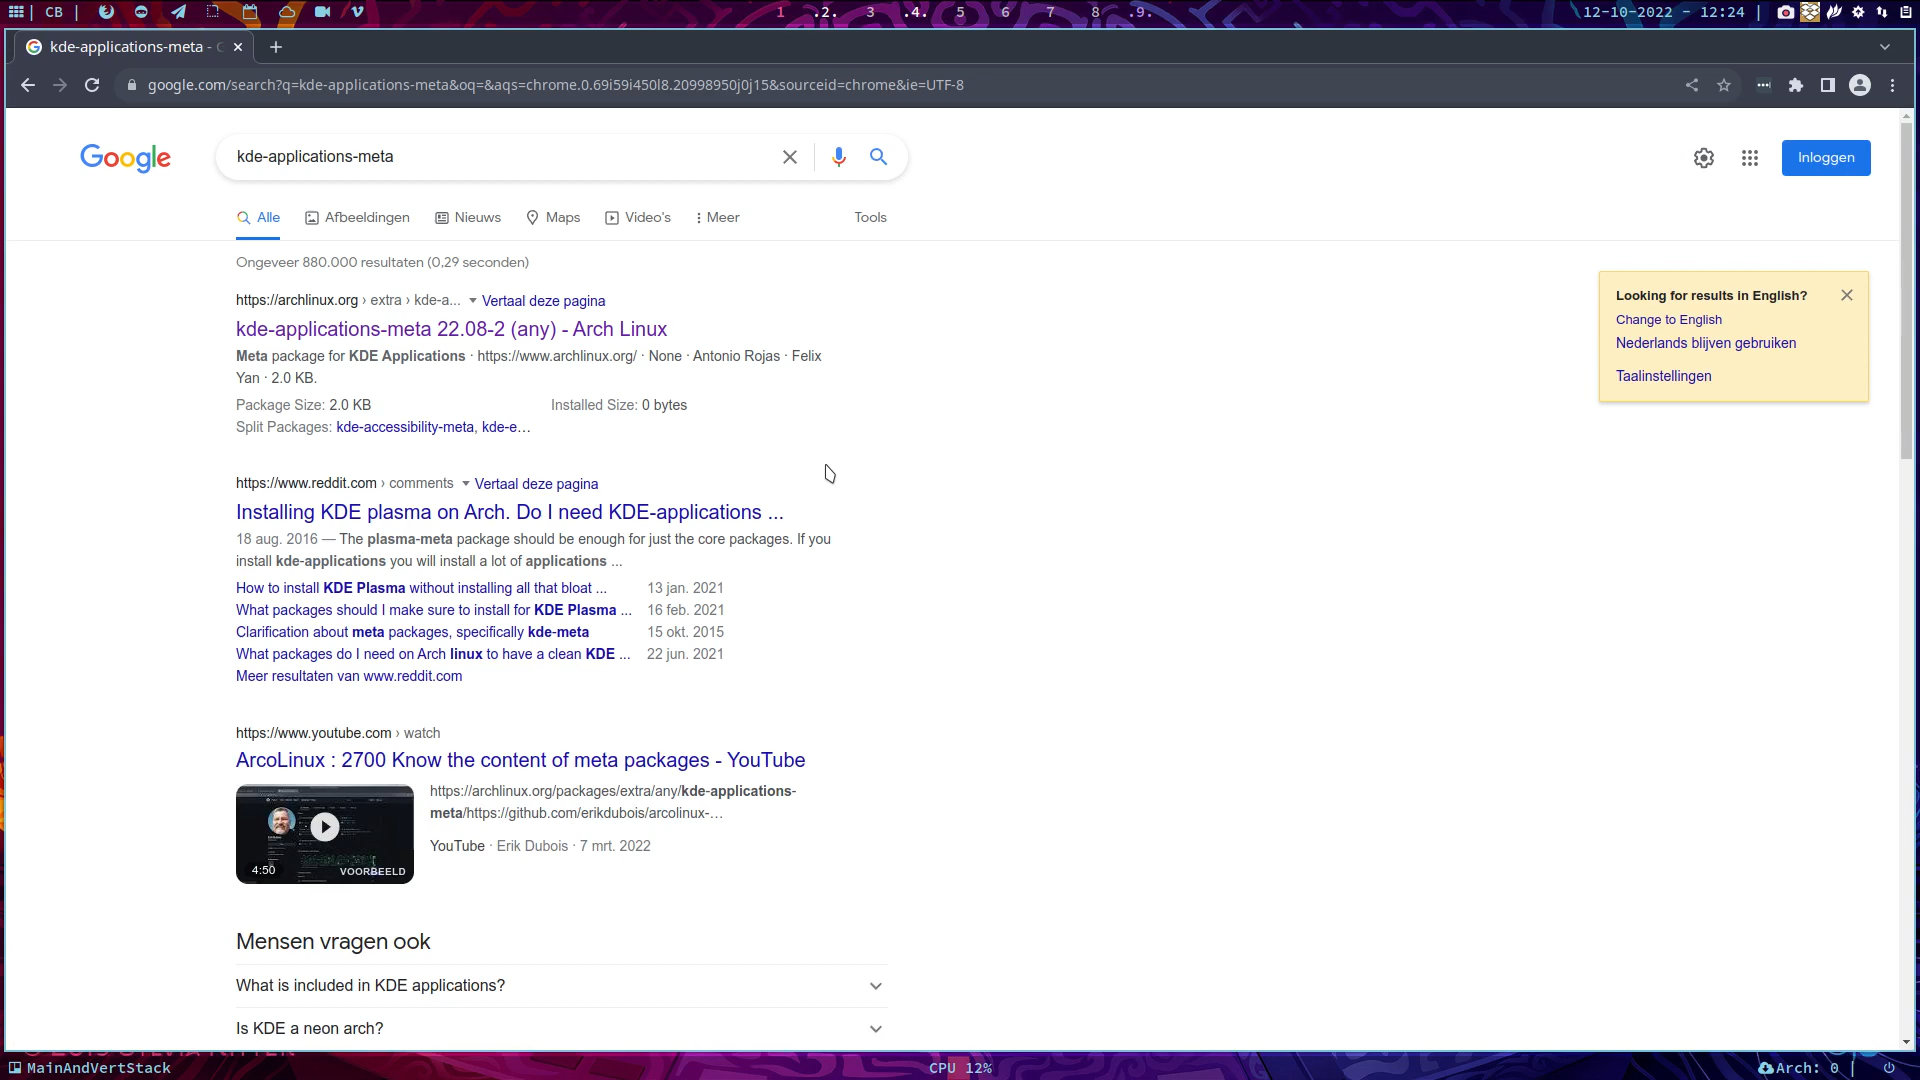 CB
1 .2. 3 .4. 5 6 7 8 .9.
12-10-2022 - 12:24
kde-applications-meta -
google.com/search?q=kde-applications-meta&oq=&aqs=chrome.0.69i59i450l8.20998950j0j15&sourceid=chrome&ie=UTF-8
Google
kde-applications-meta
Inloggen
Alle Afbeeldingen Nieuws Maps Video's Meer Tools
Ongeveer 880.000 resultaten (0,29 seconden)
https://archlinux.org › extra › kde-a... Vertaal deze pagina
kde-applications-meta 22.08-2 (any) - Arch Linux
Meta package for KDE Applications · https://www.archlinux.org/ · None · Antonio Rojas · Felix
Yan · 2.0 KB.
Package Size: 2.0 KB Installed Size: 0 bytes
Split Packages: kde-accessibility-meta, kde-e…
Looking for results in English?
Change to English
Nederlands blijven gebruiken
Taalinstellingen
https://www.reddit.com › comments Vertaal deze pagina
Installing KDE plasma on Arch. Do I need KDE-applications ...
18 aug. 2016 — The plasma-meta package should be enough for just the core packages. If you
install kde-applications you will install a lot of applications ...
How to install KDE Plasma without installing all that bloat ... 13 jan. 2021
What packages should I make sure to install for KDE Plasma ... 16 feb. 2021
Clarification about meta packages, specifically kde-meta 15 okt. 2015
What packages do I need on Arch linux to have a clean KDE ... 22 jun. 2021
Meer resultaten van www.reddit.com
https://www.youtube.com › watch
ArcoLinux : 2700 Know the content of meta packages - YouTube
https://archlinux.org/packages/extra/any/kde-applications-
meta/https://github.com/erikdubois/arcolinux-…
YouTube · Erik Dubois · 7 mrt. 2022
4:50 VOORBEELD
Mensen vragen ook
What is included in KDE applications?
Is KDE a neon arch?
MainAndVertStack
CPU 12%
Arch: 0